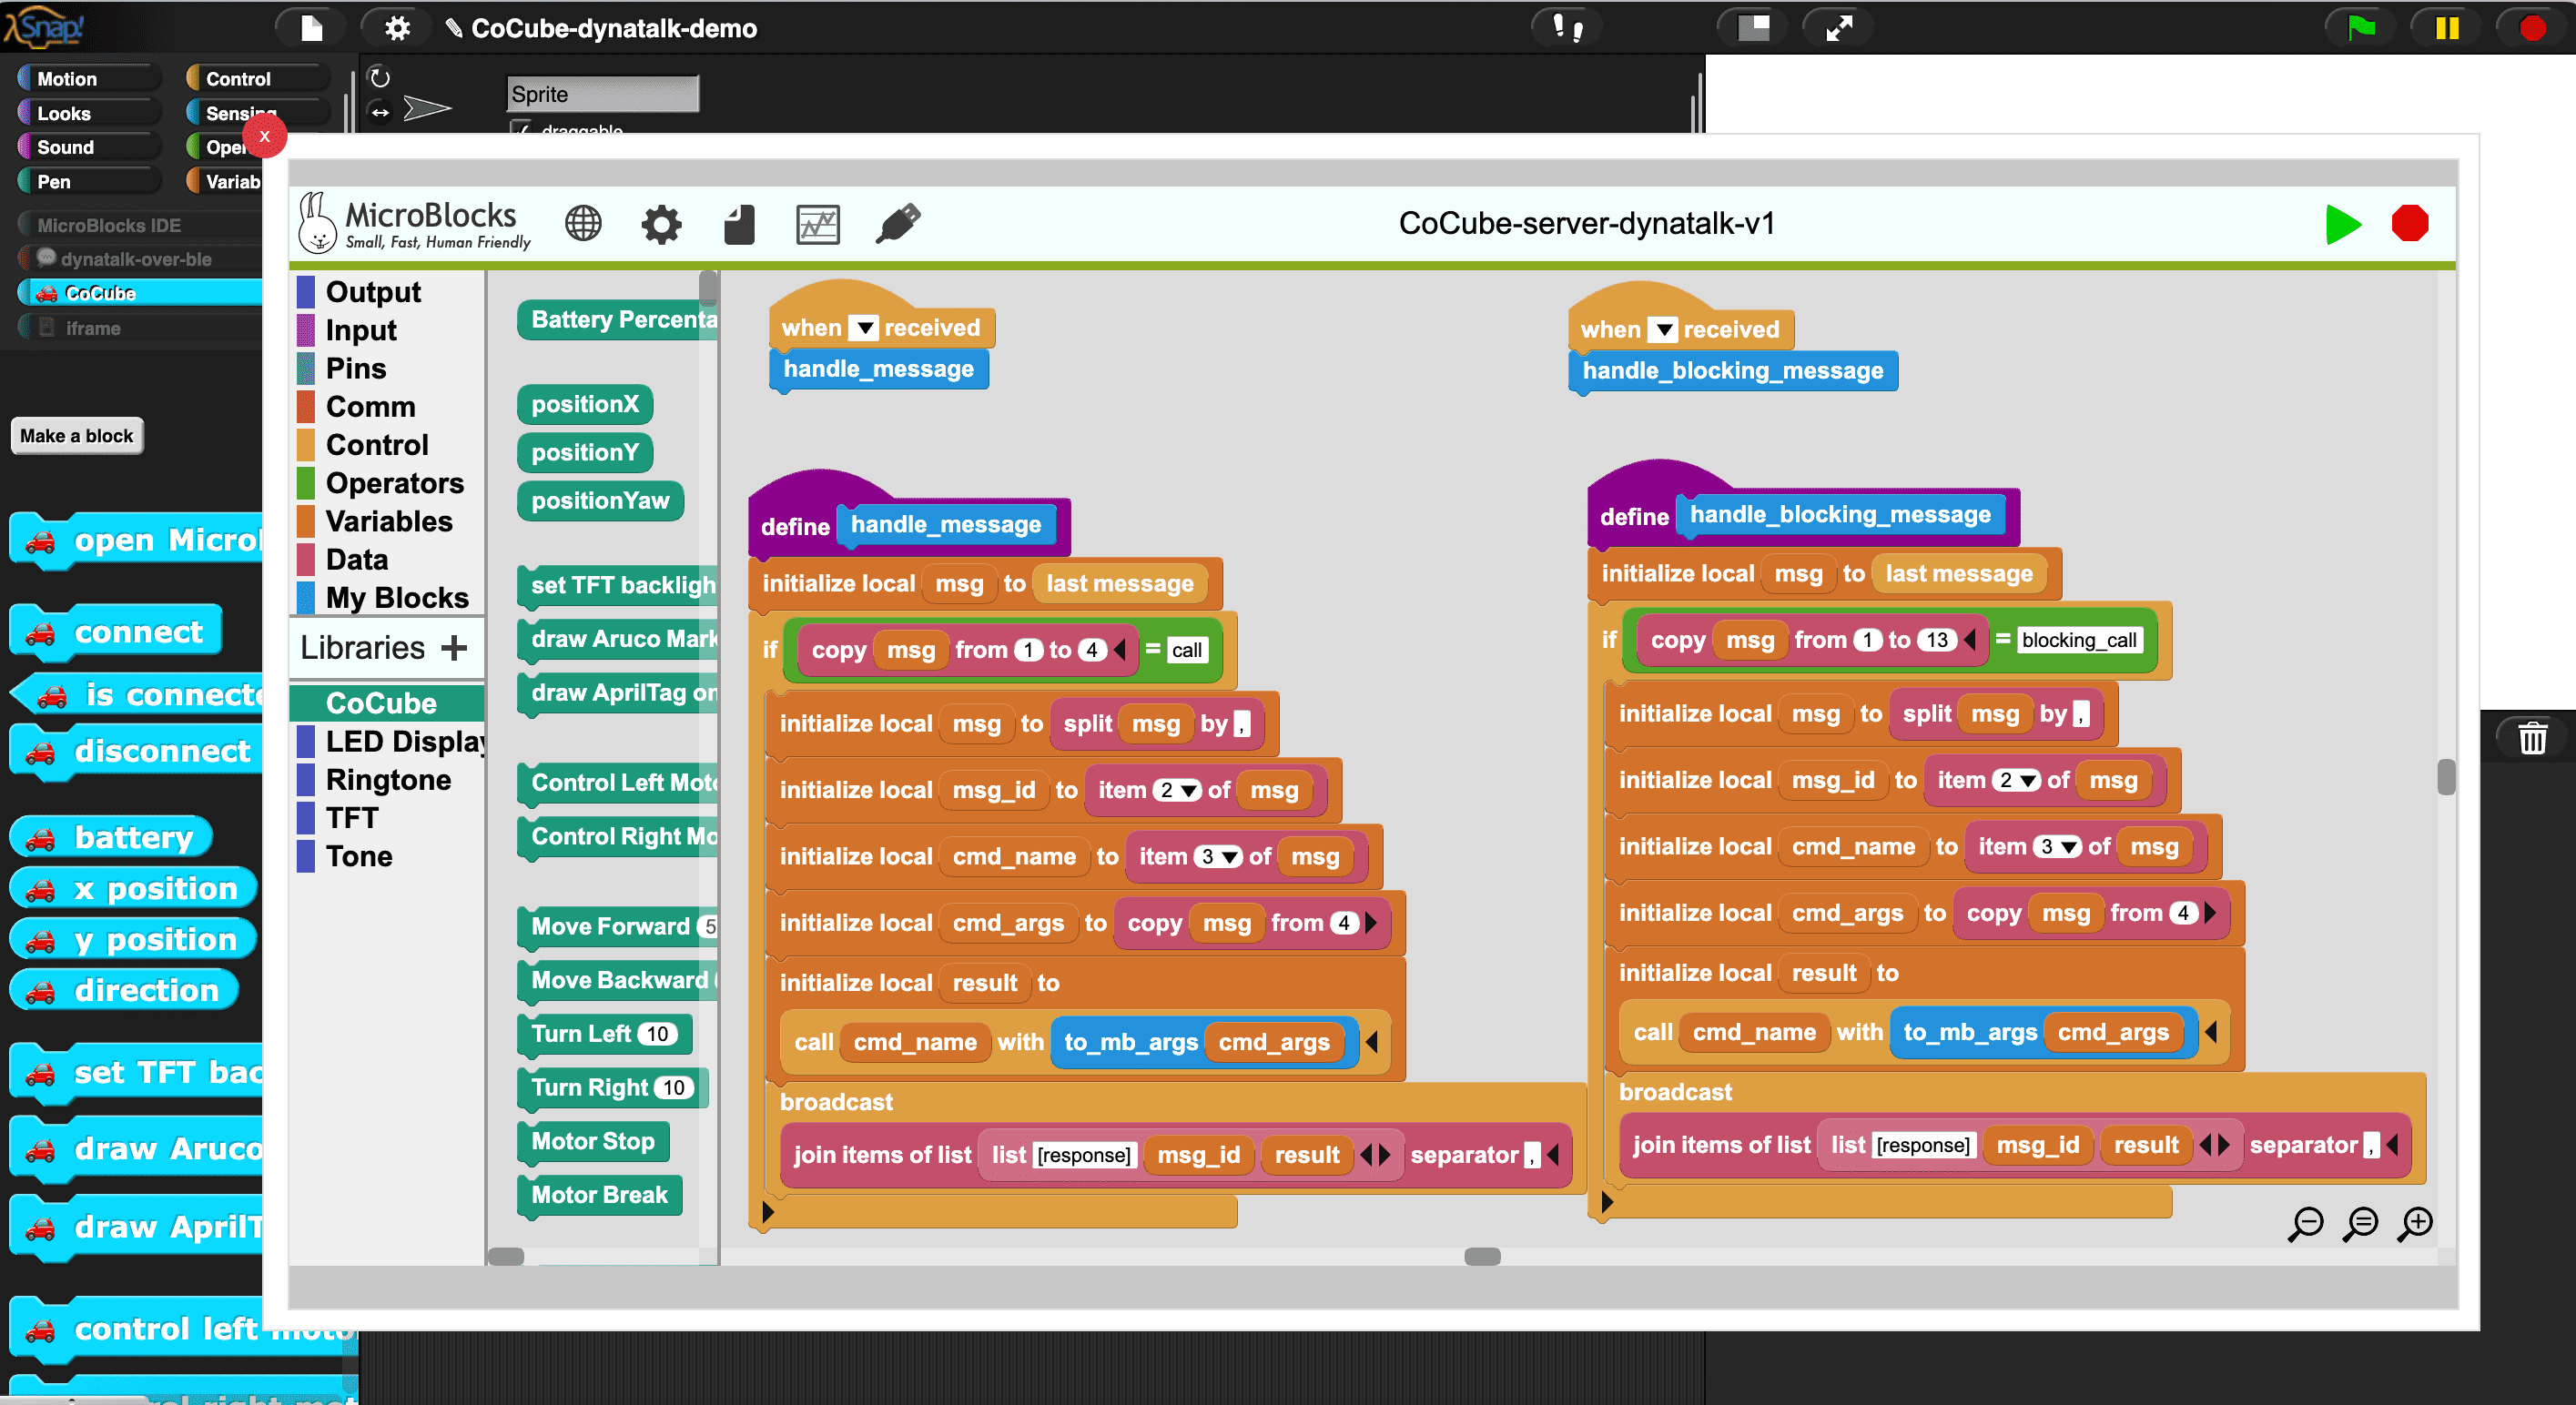 Snap!
CoCube-dynatalk-demo
Motion
Control
Looks
Sensing
Sound
Oper
Pen
Variab
MicroBlocks IDE
dynatalk-over-ble
CoCube
iframe
Make a block
open Microl
connect
is connecte
disconnect
battery
x position
y position
direction
set TFT bac
draw Aruco
draw AprilT
control left moto
Sprite
draggable
x
MicroBlocks
Small, Fast, Human Friendly
CoCube-server-dynatalk-v1
Output
Input
Pins
Comm
Control
Operators
Variables
Data
My Blocks
Libraries +
CoCube
LED Display
Ringtone
TFT
Tone
Battery Percenta
positionX
positionY
positionYaw
set TFT backligh
draw Aruco Mark
draw AprilTag on
Control Left Moto
Control Right Mo
Move Forward 5
Move Backward
Turn Left 10
Turn Right 10
Motor Stop
Motor Break
when received
handle_message
define handle_message
initialize local msg to last message
if copy msg from 1 to 4 = call
initialize local msg to split msg by ,
initialize local msg_id to item 2 of msg
initialize local cmd_name to item 3 of msg
initialize local cmd_args to copy msg from 4
initialize local result to
call cmd_name with to_mb_args cmd_args
broadcast
join items of list list [response] msg_id result separator ,
when received
handle_blocking_message
define handle_blocking_message
initialize local msg to last message
if copy msg from 1 to 13 = blocking_call
initialize local msg to split msg by ,
initialize local msg_id to item 2 of msg
initialize local cmd_name to item 3 of msg
initialize local cmd_args to copy msg from 4
initialize local result to
call cmd_name with to_mb_args cmd_args
broadcast
join items of list list [response] msg_id result separator ,